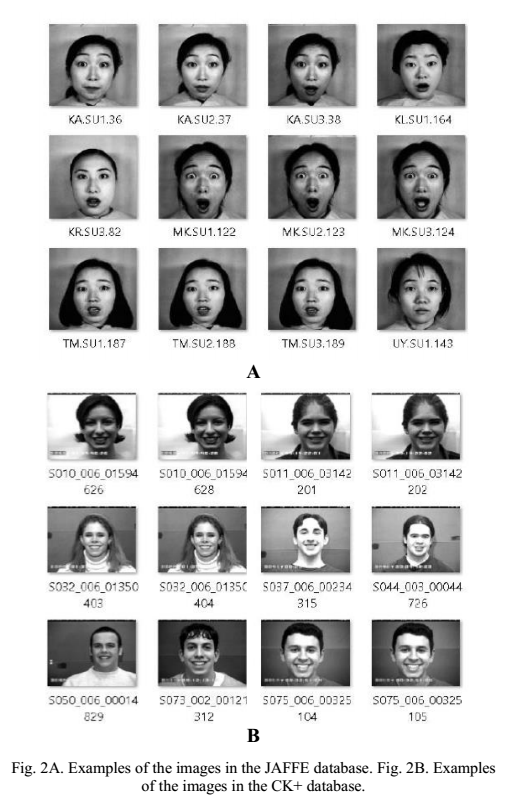 KA.SU1.36 KA.SU2.37 KA.SU3.38 KL.SU1.164
KR.SU3.82 MK.SU1.122 MK.SU2.123 MK.SU3.124
TM.SU1.187 TM.SU2.188 TM.SU3.189 UY.SU1.143
A
S010_006_01594 S010_006_01594 S011_006_03142 S011_006_03142
626 628 201 202
S032_006_01350 S032_006_01350 S037_006_00234 S044_003_00044
403 404 315 726
S050_006_00014 S073_002_00121 S075_006_00325 S075_006_00325
829 312 104 105
B
Fig. 2A. Examples of the images in the JAFFE database. Fig. 2B. Examples
of the images in the CK+ database.